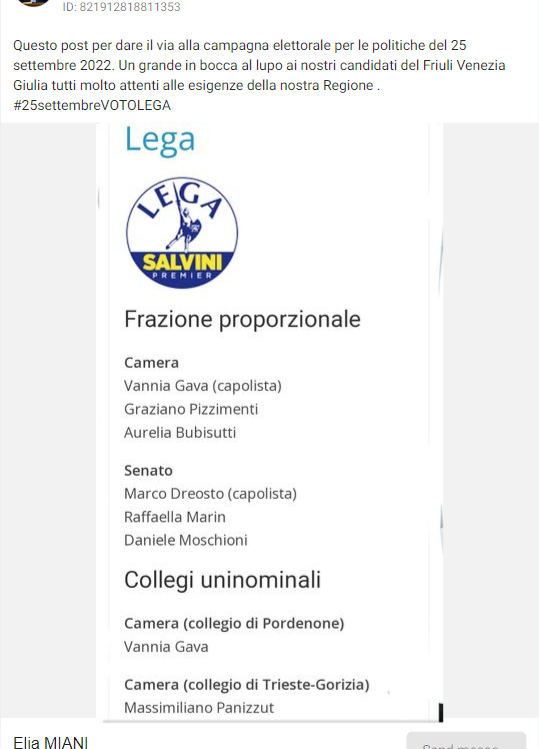 ID: 821912818811353
Questo post per dare il via alla campagna elettorale per le politiche del 25
settembre 2022. Un grande in bocca al lupo ai nostri candidati del Friuli Venezia
Giulia tutti molto attenti alle esigenze della nostra Regione .
#25settembreVOTOLEGA
Lega
LEGA
SALVINI
PREMIER
Frazione proporzionale
Camera
Vannia Gava (capolista)
Graziano Pizzimenti
Aurelia Bubisutti
Senato
Marco Dreosto (capolista)
Raffaella Marin
Daniele Moschioni
Collegi uninominali
Camera (collegio di Pordenone)
Vannia Gava
Camera (collegio di Trieste-Gorizia)
Massimiliano Panizzut
Elia MIANI